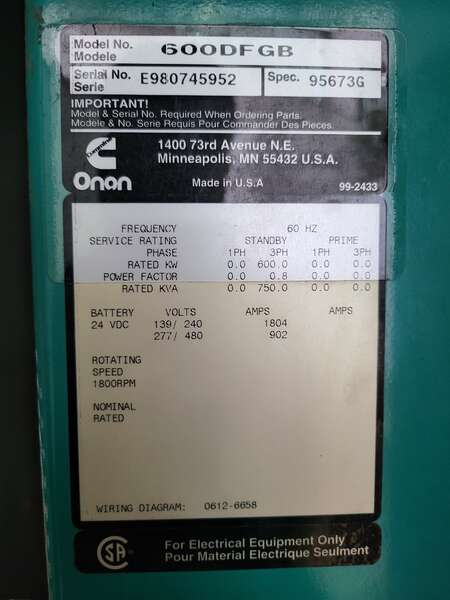 Model No. 600DFGB
Modele
Serial No. E980745952 Spec. 95673G
Serie
IMPORTANT!
Model & Serial No. Required When Ordering Parts.
Modele & No. Serie Requis Pour Commander Des Pieces.
1400 73rd Avenue N.E.
Minneapolis, MN 55432 U.S.A.
Onan Made in U.S.A 99-2433
FREQUENCY 60 HZ
SERVICE RATING STANDBY PRIME
PHASE 1PH 3PH 1PH 3PH
RATED KW 0.0 600.0 0.0 0.0
POWER FACTOR 0.0 0.8 0.0 0.0
RATED KVA 0.0 750.0 0.0 0.0
BATTERY VOLTS AMPS AMPS
24 VDC 139/ 240 1804
277/ 480 902
ROTATING
SPEED
1800RPM
NOMINAL
RATED
WIRING DIAGRAM: 0612-6658
CSA For Electrical Equipment Only
Pour Material Electrique Seulment